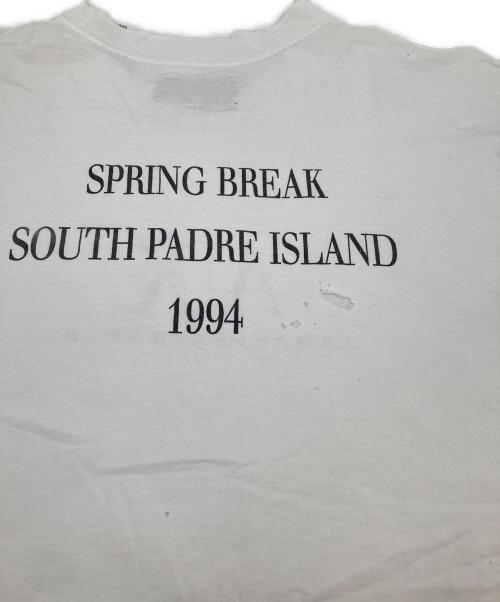 SPRING BREAK
SOUTH PADRE ISLAND
1994